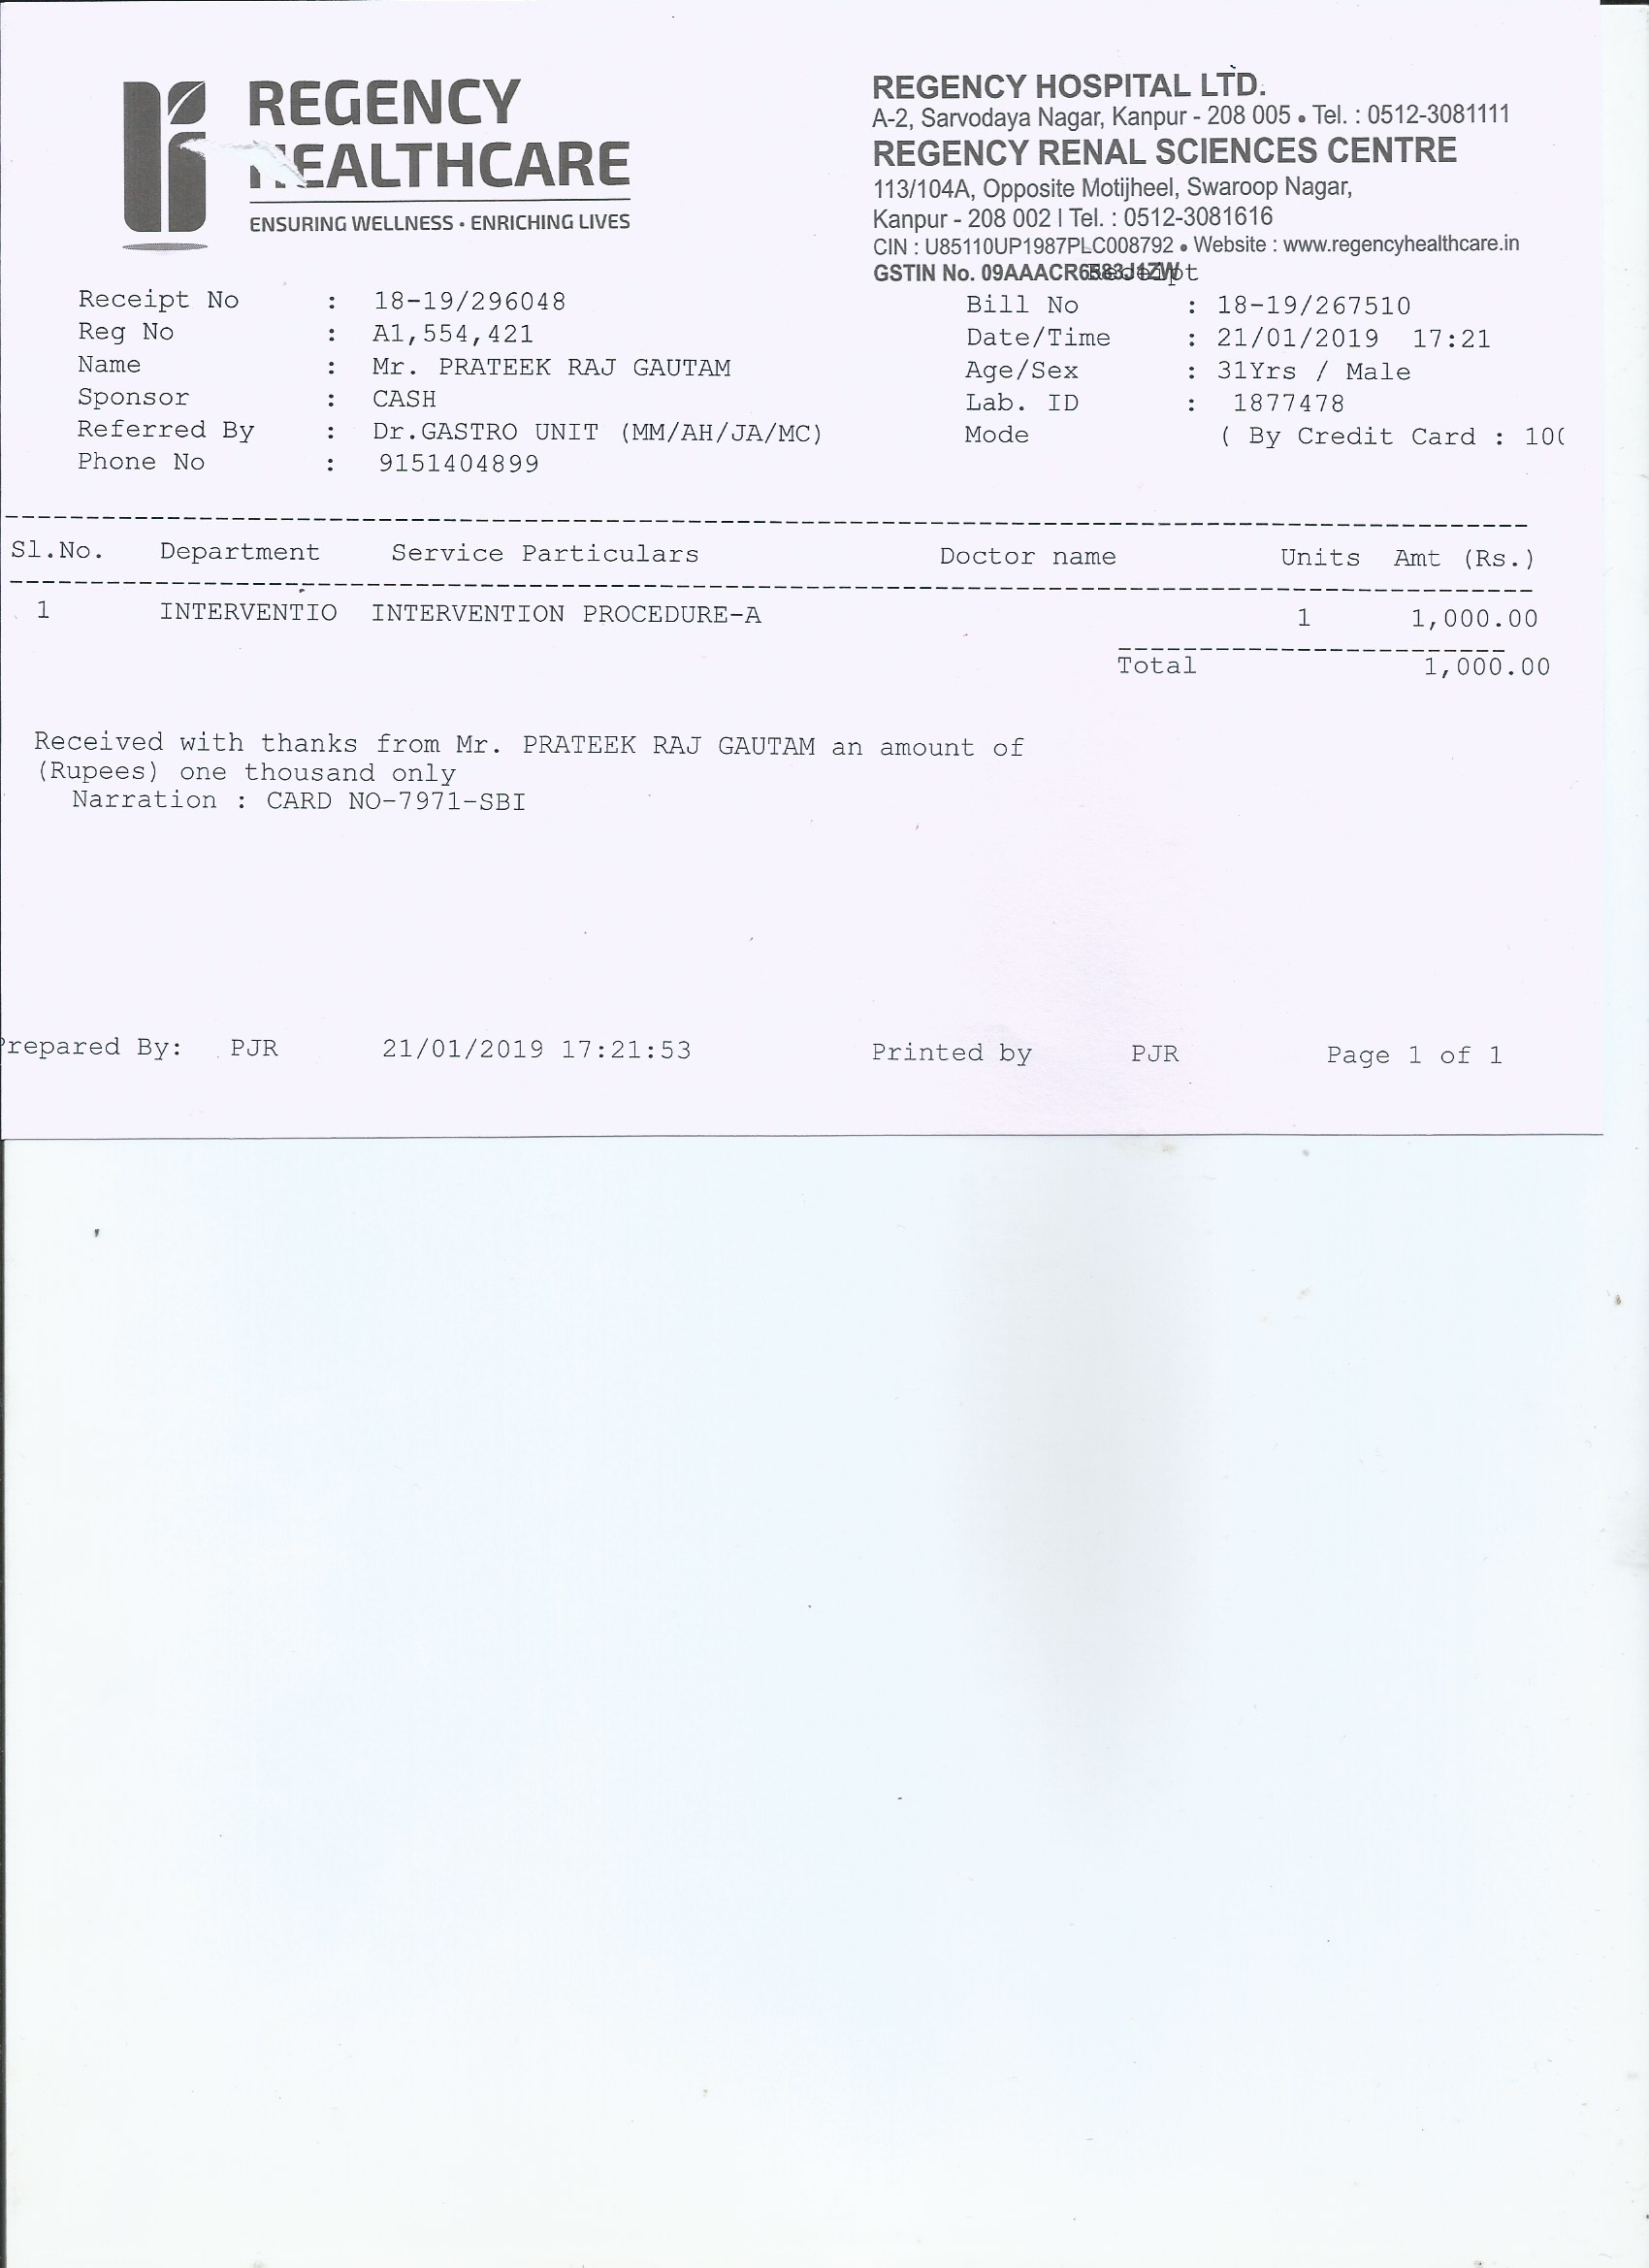 REGENCY
HEALTHCARE
ENSURING WELLNESS • ENRICHING LIVES
REGENCY HOSPITAL LTD.
A-2, Sarvodaya Nagar, Kanpur - 208 005 • Tel. : 0512-3081111
REGENCY RENAL SCIENCES CENTRE
113/104A, Opposite Motijheel, Swaroop Nagar,
Kanpur - 208 002 | Tel. : 0512-3081616
CIN : U85110UP1987PLC008792 • Website : www.regencyhealthcare.in
GSTIN No. Receipt
Receipt No : 18-19/296048 Bill No : 18-19/267510
Reg No : A1,554,421 Date/Time : 21/01/2019 17:21
Name : Mr. PRATEEK RAJ GAUTAM Age/Sex : 31Yrs / Male
Sponsor : CASH Lab. ID : 1877478
Referred By : Dr.GASTRO UNIT (MM/AH/JA/MC) Mode ( By Credit Card :
Phone No : 9151404899
Sl.No. Department Service Particulars Doctor name Units Amt (Rs.)
1 INTERVENTIO INTERVENTION PROCEDURE-A 1 1,000.00
Total 1,000.00
Received with thanks from Mr. PRATEEK RAJ GAUTAM an amount of
(Rupees) one thousand only
Narration : CARD NO-7971-SBI
Prepared By: PJR 21/01/2019 17:21:53 Printed by PJR Page 1 of 1